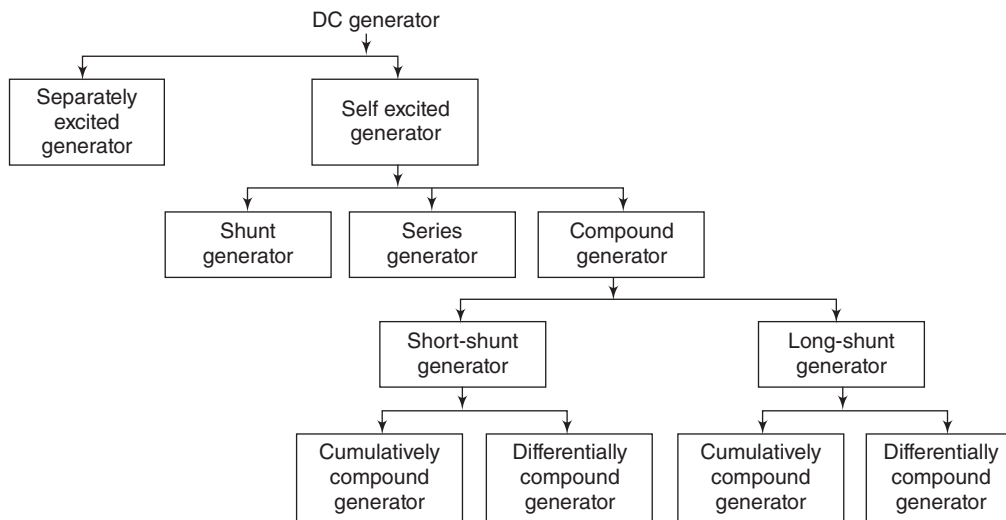 DC generator
Separately
excited
generator
Self excited
generator
Shunt
generator
Series
generator
Compound
generator
Short-shunt
generator
Long-shunt
generator
Cumulatively
compound
generator
Differentially
compound
generator
Cumulatively
compound
generator
Differentially
compound
generator